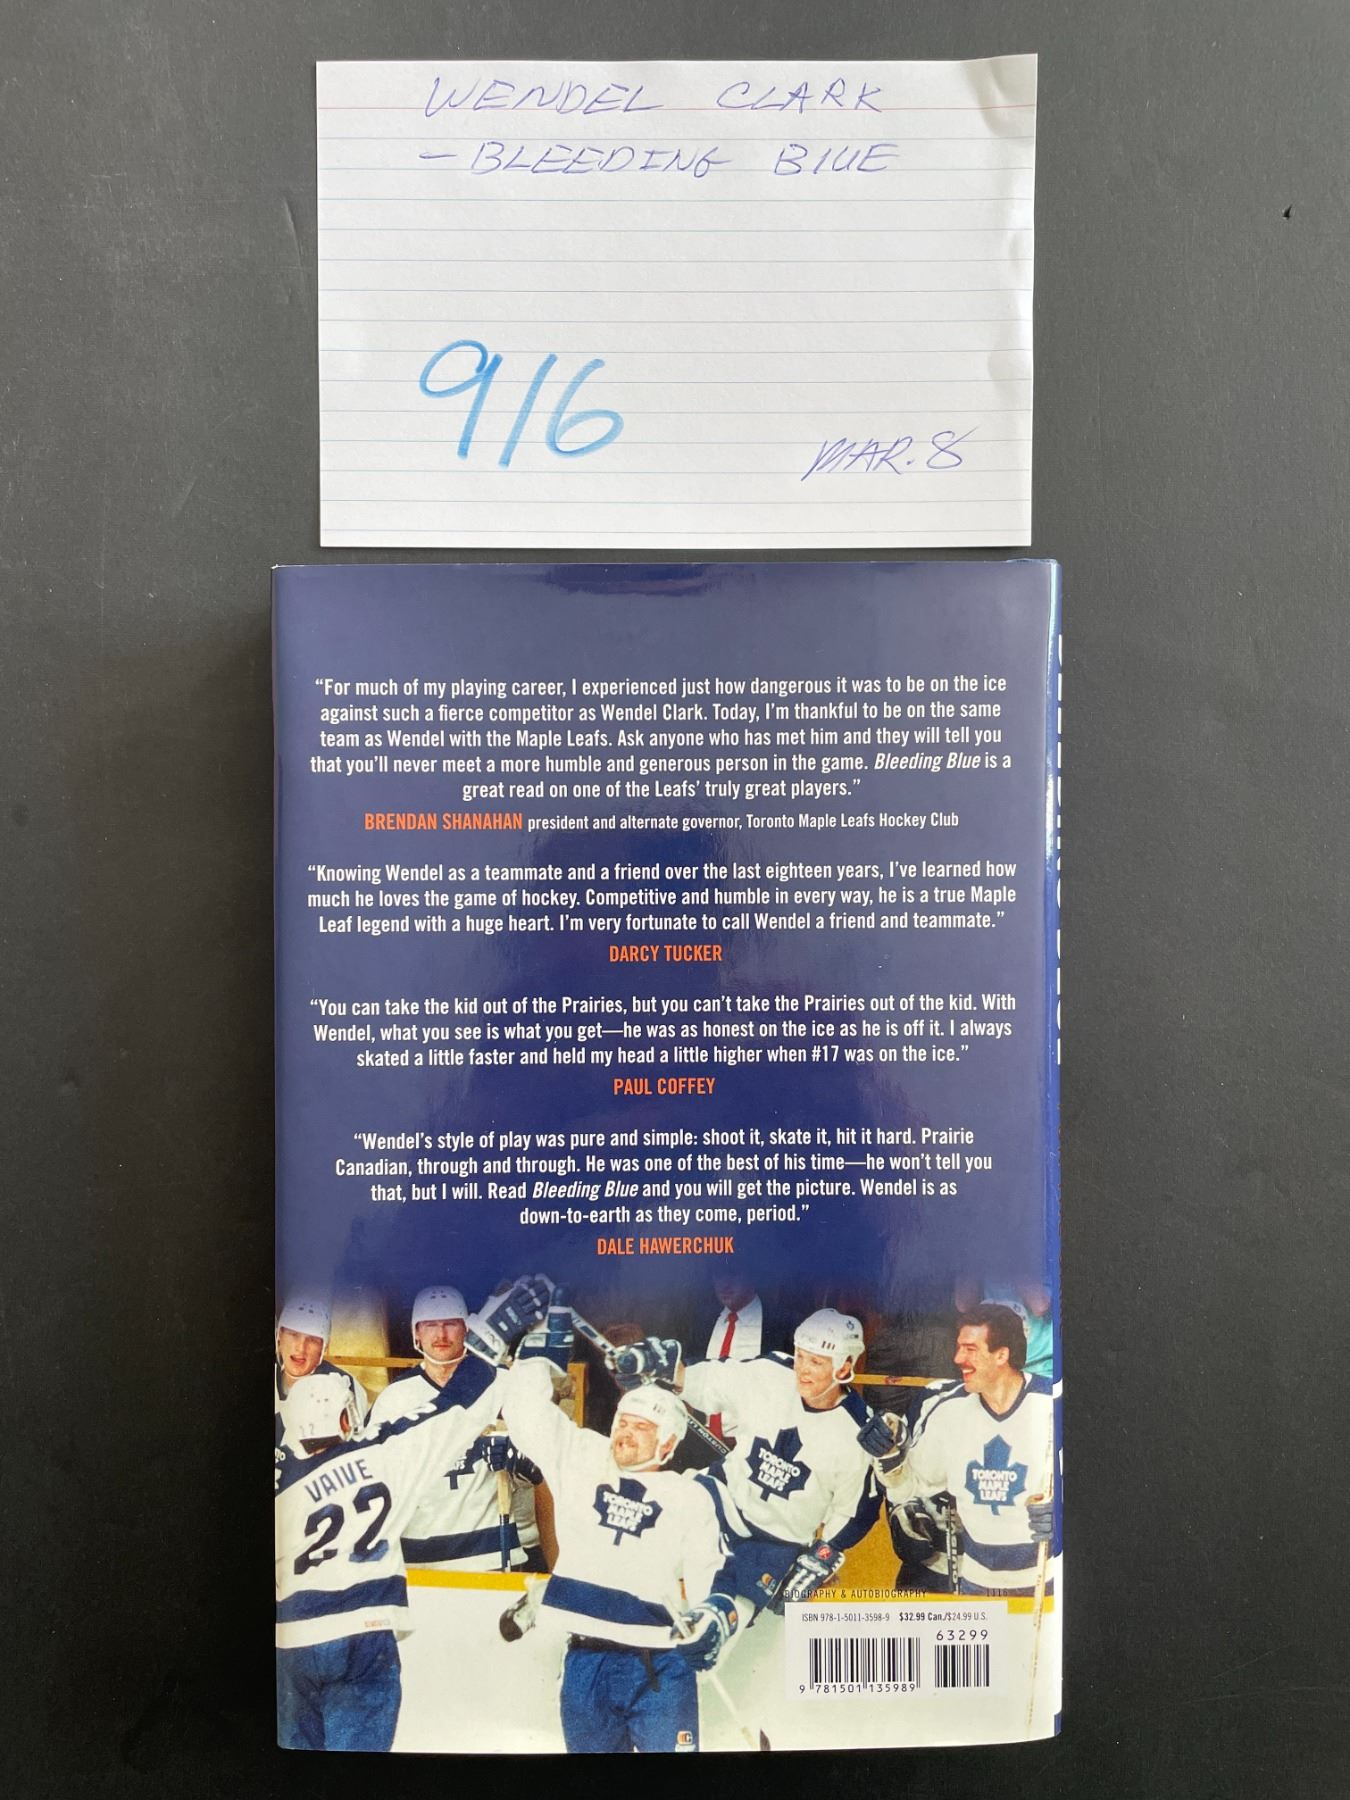 WENDEL CLARK
- BLEEDING BLUE
916
MAR. 8
“For much of my playing career, I experienced just how dangerous it was to be on the ice
against such a fierce competitor as Wendel Clark. Today, I’m thankful to be on the same
team as Wendel with the Maple Leafs. Ask anyone who has met him and they will tell you
that you’ll never meet a more humble and generous person in the game. Bleeding Blue is a
great read on one of the Leafs’ truly great players.”
BRENDAN SHANAHAN president and alternate governor, Toronto Maple Leafs Hockey Club
“Knowing Wendel as a teammate and a friend over the last eighteen years, I’ve learned how
much he loves the game of hockey. Competitive and humble in every way, he is a true Maple
Leaf legend with a huge heart. I’m very fortunate to call Wendel a friend and teammate.”
DARCY TUCKER
“You can take the kid out of the Prairies, but you can’t take the Prairies out of the kid. With
Wendel, what you see is what you get—he was as honest on the ice as he is off it. I always
skated a little faster and held my head a little higher when #17 was on the ice.”
PAUL COFFEY
“Wendel’s style of play was pure and simple: shoot it, skate it, hit it hard. Prairie
Canadian, through and through. He was one of the best of his time—he won’t tell you
that, but I will. Read Bleeding Blue and you will get the picture. Wendel is as
down-to-earth as they come, period.”
DALE HAWERCHUK
VAIVE
22
TORONTO
MAPLE
LEAFS
TORONTO
MAPLE
LEAFS
TORONTO
MAPLE
LEAFS
BIOGRAPHY & AUTOBIOGRAPHY 1116
ISBN 978-1-5011-3598-9 $32.99 Can./$24.99 U.S.
63299
9 781501 135989